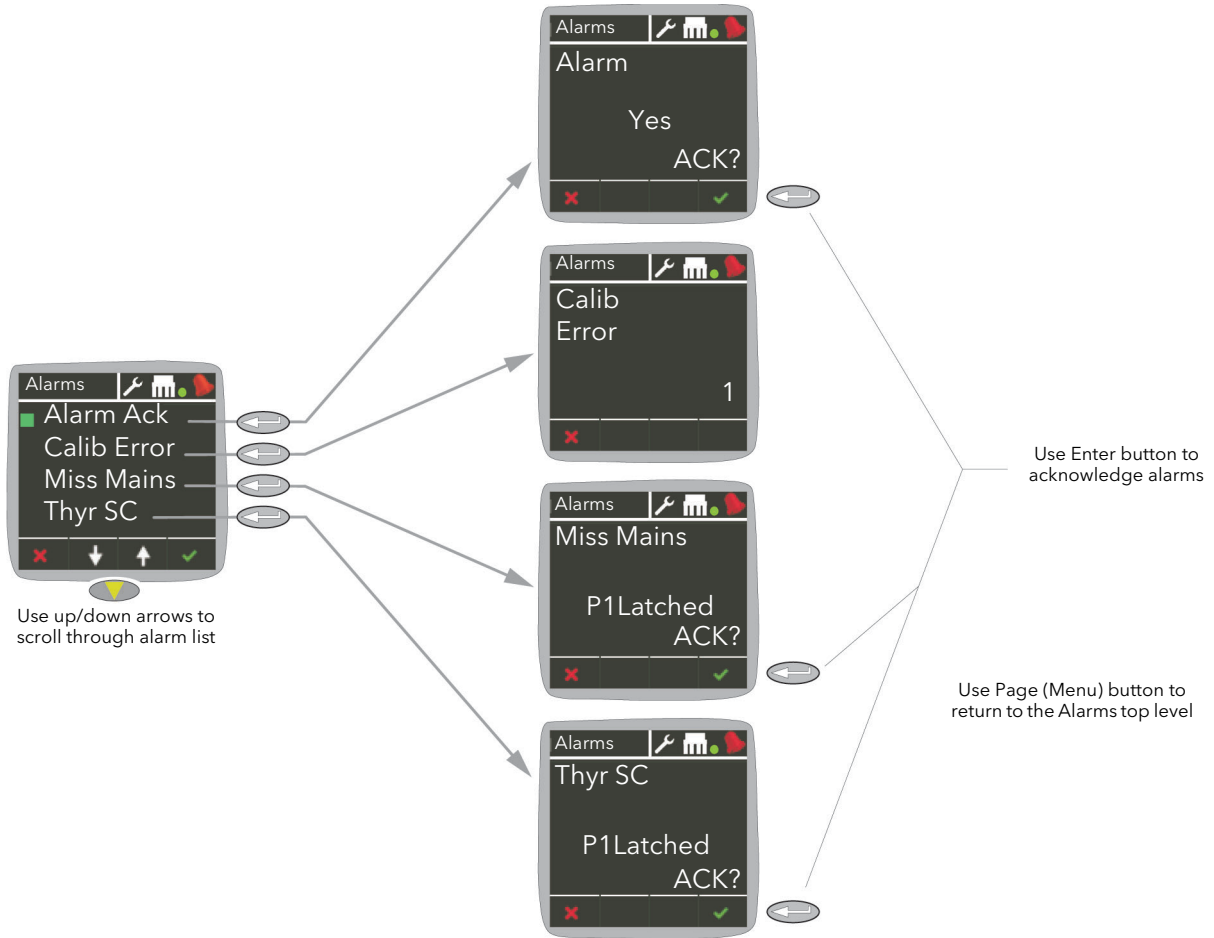 Alarms
Alarm
Yes
ACK?
Alarms
Calib
Error
1
Alarms
Alarm Ack
Calib Error
Miss Mains
Thyr SC
Use up/down arrows to
scroll through alarm list
Alarms
Miss Mains
P1Latched
ACK?
Alarms
Thyr SC
P1Latched
ACK?
Use Enter button to
acknowledge alarms
Use Page (Menu) button to
return to the Alarms top level